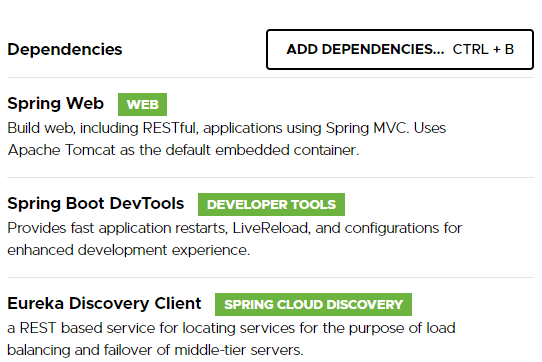 Dependencies ADD DEPENDENCIES... CTRL + B
Spring Web WEB
Build web, including RESTful, applications using Spring MVC. Uses
Apache Tomcat as the default embedded container.
Spring Boot DevTools DEVELOPER TOOLS
Provides fast application restarts, LiveReload, and configurations for
enhanced development experience.
Eureka Discovery Client SPRING CLOUD DISCOVERY
a REST based service for locating services for the purpose of load
balancing and failover of middle-tier servers.